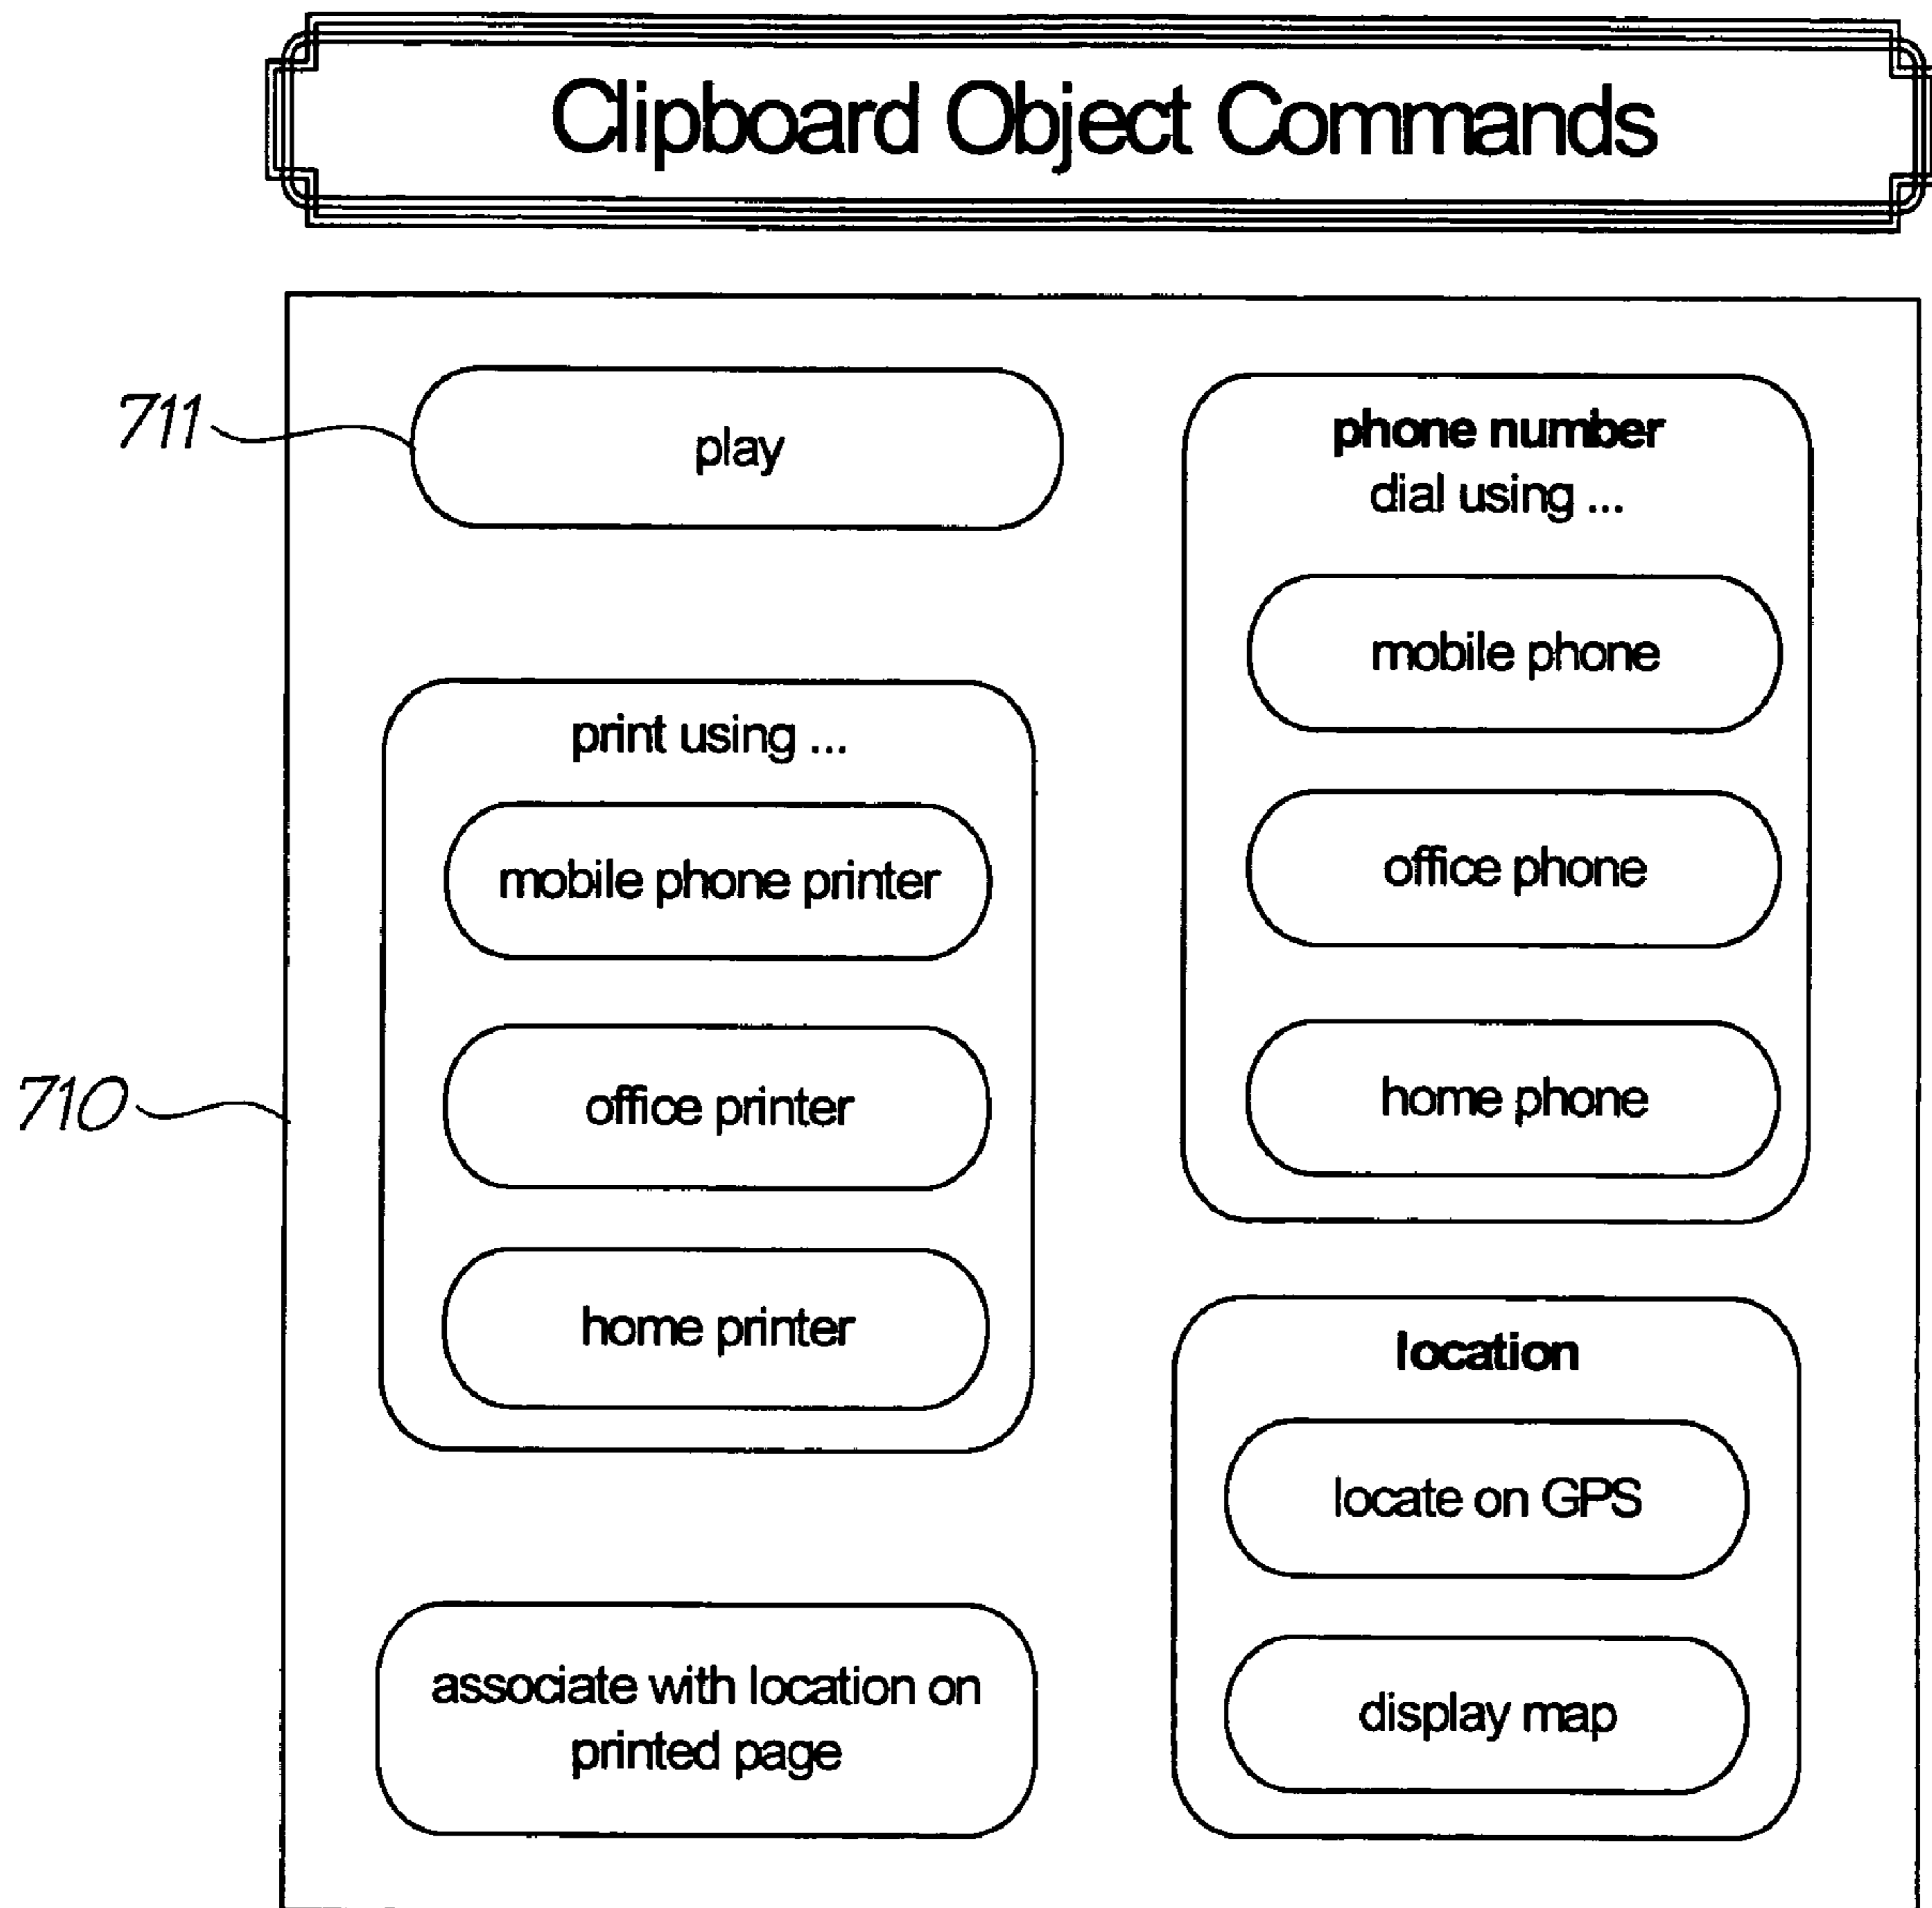 Clipboard Object Commands
711
play
print using ...
mobile phone printer
office printer
home printer
710
associate with location on
printed page
phone number
dial using ...
mobile phone
office phone
home phone
location
locate on GPS
display map